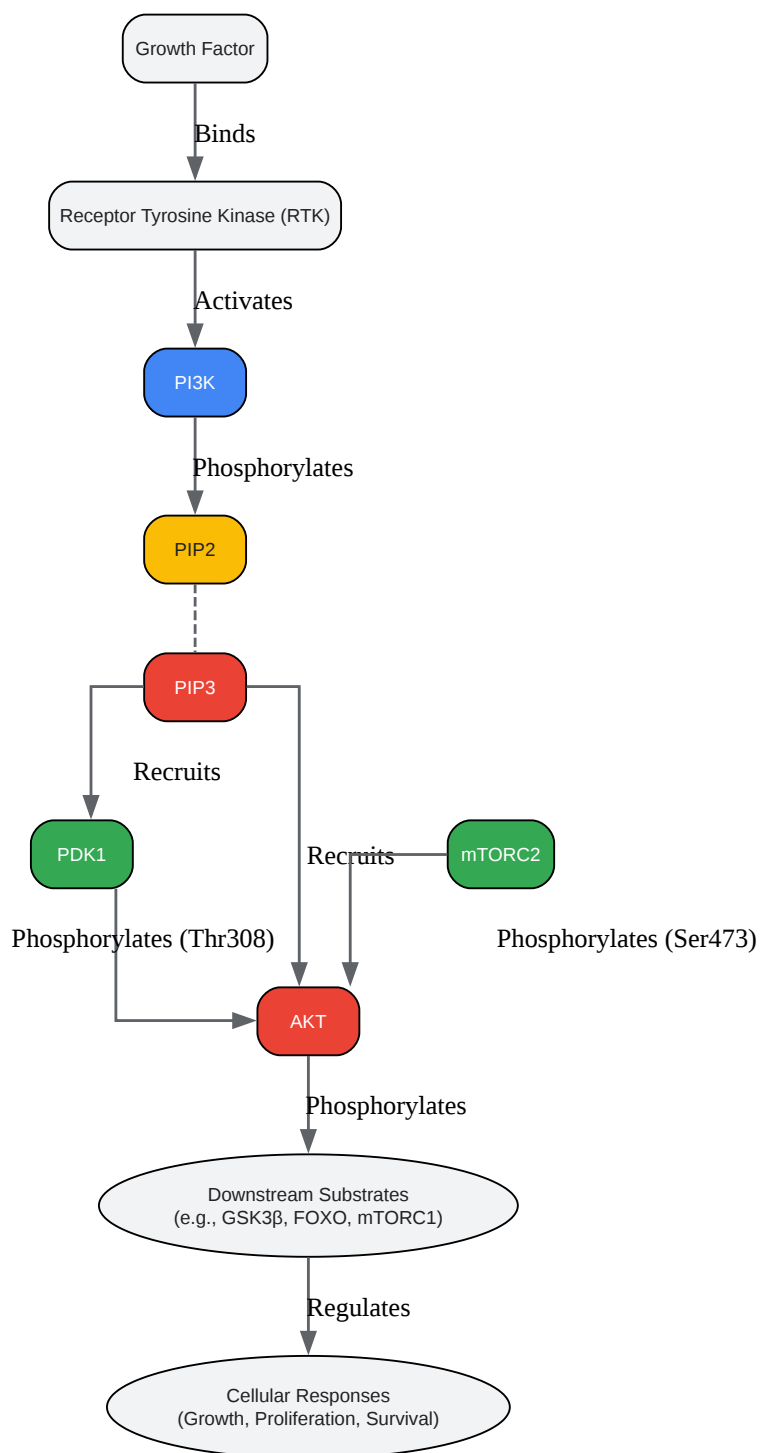 Growth Factor
Binds
Receptor Tyrosine Kinase (RTK)
Activates
PI3K
Phosphorylates
PIP2
PIP3
Recruits
PDK1
Recruits
mTORC2
Phosphorylates (Thr308)
Phosphorylates (Ser473)
AKT
Phosphorylates
Downstream Substrates
(e.g., GSK3β, FOXO, mTORC1)
Regulates
Cellular Responses
(Growth, Proliferation, Survival)